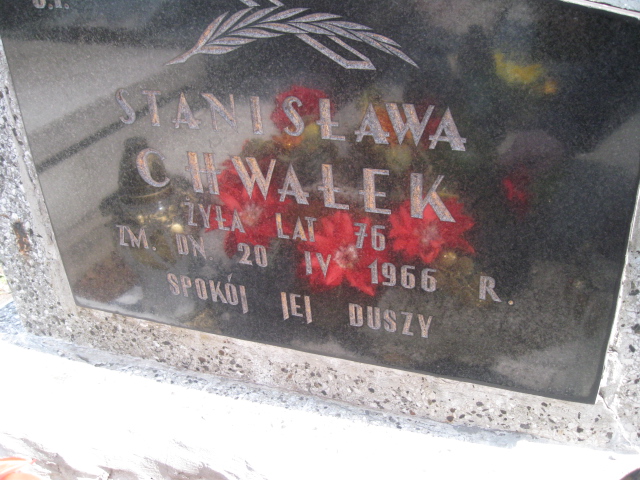 Ś.P.
STANISŁAWA
CHWAŁEK
ŻYŁA LAT 76
ZM. DN. 20 IV 1966 R.
SPOKÓJ JEJ DUSZY